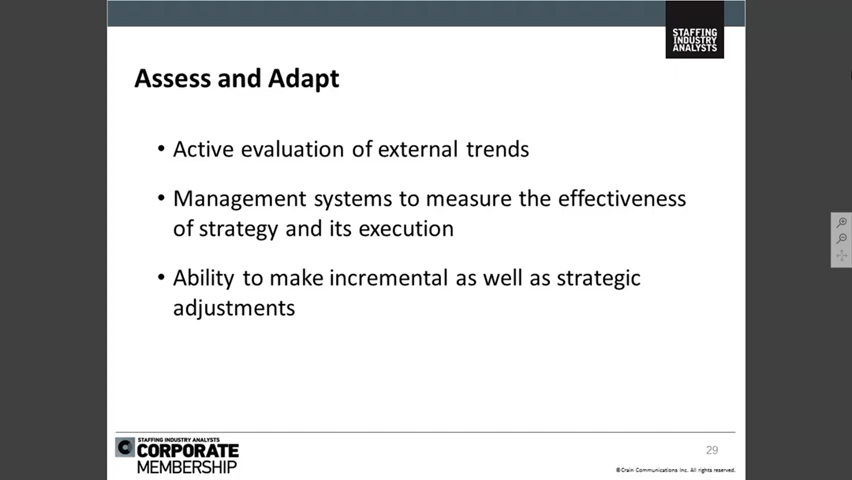 STAFFING
INDUSTRY
ANALYSTS
Assess and Adapt
• Active evaluation of external trends
• Management systems to measure the effectiveness
of strategy and its execution
• Ability to make incremental as well as strategic
adjustments
C
STAFFING INDUSTRY ANALYSTS
CORPORATE
MEMBERSHIP
29
©Crain Communications Inc. All rights reserved.